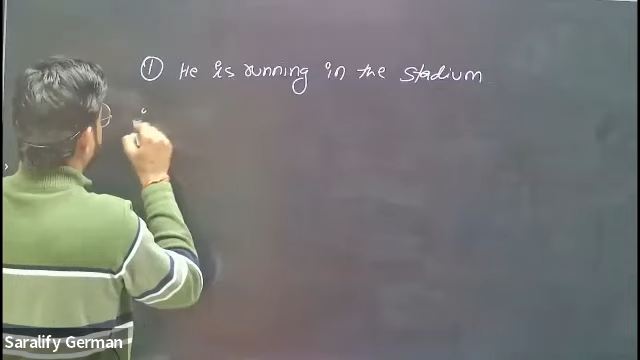 ① He is running in the stadium
Saralify German